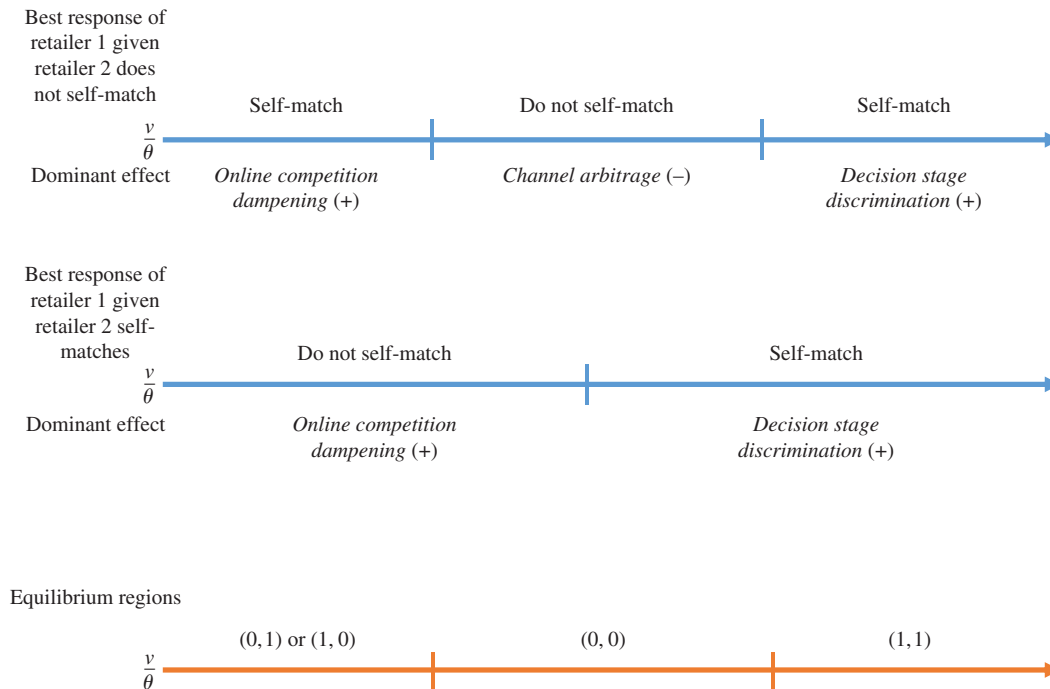 Best response of
retailer 1 given
retailer 2 does
not self-match
Self-match
Do not self-match
Self-match
v
θ
Dominant effect
Online competition
dampening (+)
Channel arbitrage (–)
Decision stage
discrimination (+)
Best response of
retailer 1 given
retailer 2 self-
matches
Do not self-match
Self-match
v
θ
Dominant effect
Online competition
dampening (+)
Decision stage
discrimination (+)
Equilibrium regions
(0, 1) or (1, 0)
(0, 0)
(1, 1)
v
θ